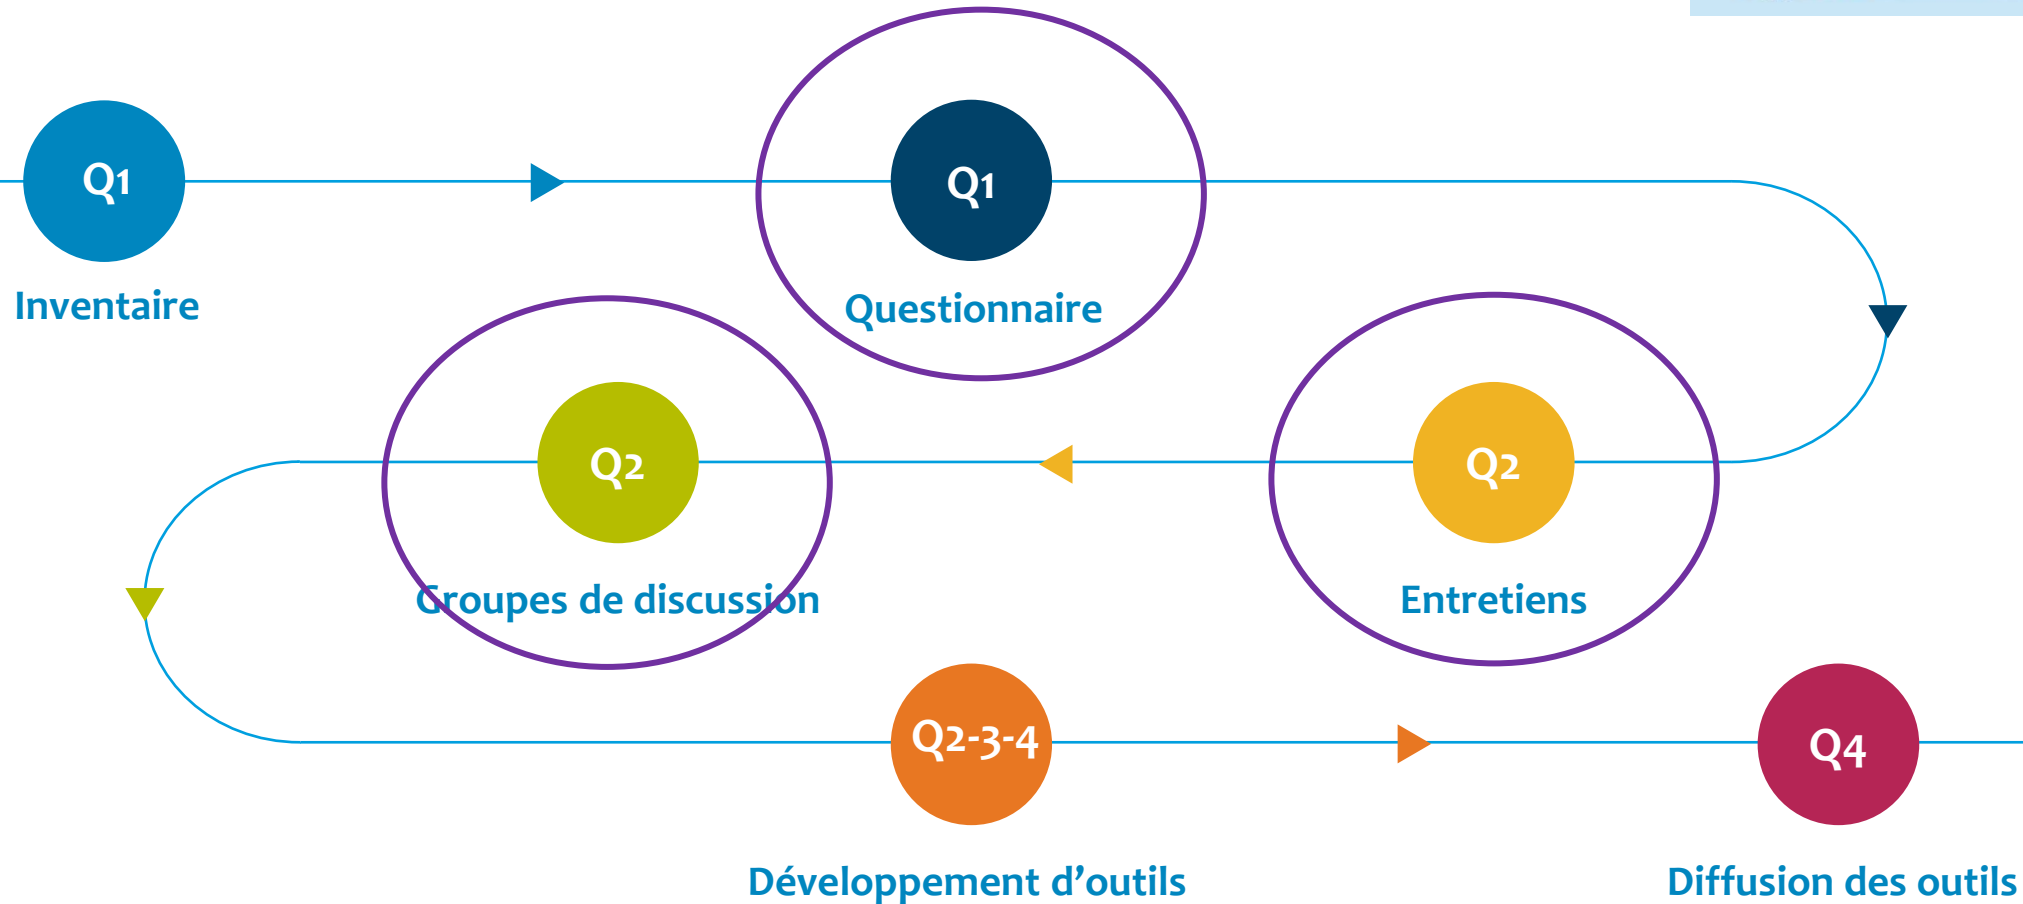 Q1
Inventaire
Q1
Questionnaire
Q2
Entretiens
Q2
Groupes de discussion
Q2-3-4
Développement d’outils
Q4
Diffusion des outils